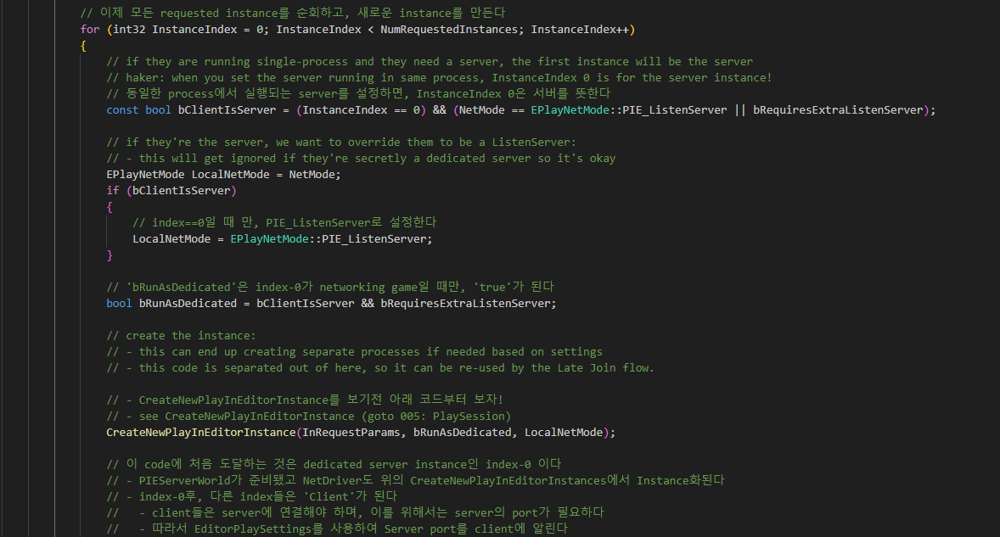 // 이제 모든 requested instance를 순회하고, 새로운 instance를 만든다
for (int32 InstanceIndex = 0; InstanceIndex < NumRequestedInstances; InstanceIndex++)
{
// if they are running single-process and they need a server, the first instance will be the server
// haker: when you set the server running in same process, InstanceIndex 0 is for the server instance!
// 동일한 process에서 실행되는 server를 설정하면, InstanceIndex 0은 서버를 뜻한다
const bool bClientIsServer = (InstanceIndex == 0) && (NetMode == EPlayNetMode::PIE_ListenServer || bRequiresExtraListenServer);
// if they're the server, we want to override them to be a ListenServer:
// - this will get ignored if they're secretly a dedicated server so it's okay
EPlayNetMode LocalNetMode = NetMode;
if (bClientIsServer)
{
// index==0일 때 만, PIE_ListenServer로 설정한다
LocalNetMode = EPlayNetMode::PIE_ListenServer;
}
// 'bRunAsDedicated'은 index-0가 networking game일 때만, 'true'가 된다
bool bRunAsDedicated = bClientIsServer && bRequiresExtraListenServer;
// create the instance:
// - this can end up creating separate processes if needed based on settings
// - this code is separated out of here, so it can be re-used by the Late Join flow.
// - CreateNewPlayInEditorInstance를 보기전 아래 코드부터 보자!
// - see CreateNewPlayInEditorInstance (goto 005: PlaySession)
CreateNewPlayInEditorInstance(InRequestParams, bRunAsDedicated, LocalNetMode);
// 이 code에 처음 도달하는 것은 dedicated server instance인 index-0 이다
// - PIEServerWorld가 준비됐고 NetDriver도 위의 CreateNewPlayInEditorInstances에서 Instance화된다
// - index-0후, 다른 index들은 'Client'가 된다
//   - client들은 server에 연결해야 하며, 이를 위해서는 server의 port가 필요하다
//   - 따라서 EditorPlaySettings를 사용하여 Server port를 client에 알린다